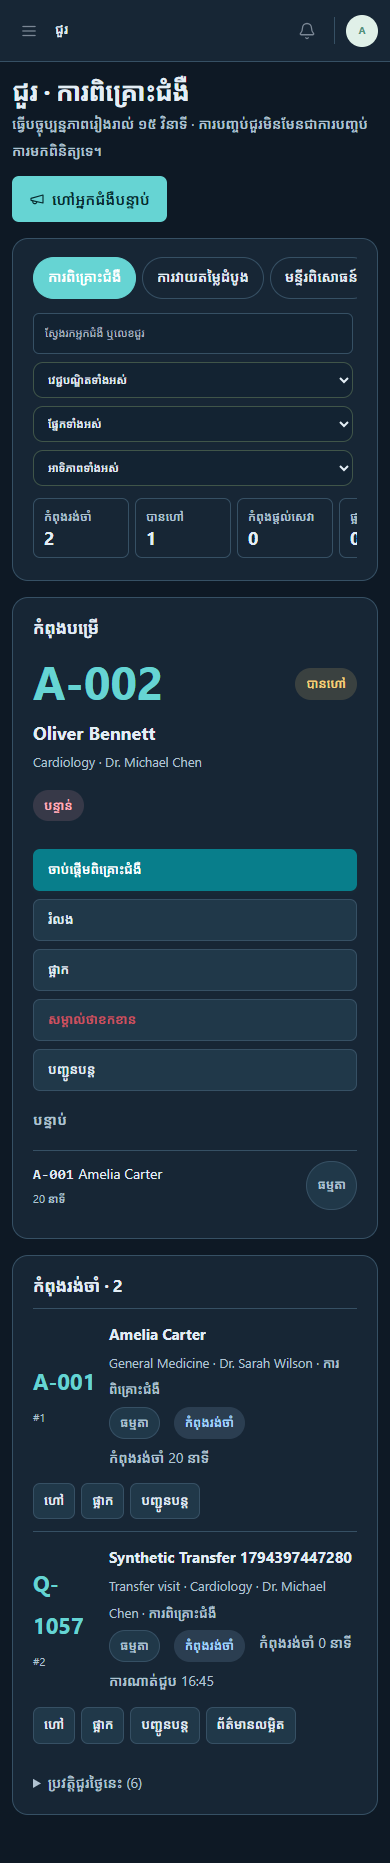 ជួរ
A
ជួរ · ការពិគ្រោះជំងឺ
ធ្វើបច្ចុប្បន្នភាពរៀងរាល់ ១៥ វិនាទី · ការបញ្ចប់ជួរមិនមែនជាការបញ្ចប់
ការមកពិនិត្យទេ។
ហៅអ្នកជំងឺបន្ទាប់
ការពិគ្រោះជំងឺ
ការវាយតម្លៃដំបូង
មន្ទីរពិសោធន៍
ស្វែងរកអ្នកជំងឺ ឬលេខជួរ
វេជ្ជបណ្ឌិតទាំងអស់
ផ្នែកទាំងអស់
អាទិភាពទាំងអស់
កំពុងរង់ចាំ
2
បានហៅ
1
កំពុងផ្តល់សេវា
0
កំពុងបម្រើ
A-002
បានហៅ
Oliver Bennett
Cardiology · Dr. Michael Chen
បន្ទាន់
ចាប់ផ្តើមពិគ្រោះជំងឺ
រំលង
ផ្អាក
សម្គាល់ថាខកខាន
បញ្ជូនបន្ត
បន្ទាប់
A-001 Amelia Carter
20 នាទី
ធម្មតា
កំពុងរង់ចាំ · 2
A-001
#1
Amelia Carter
General Medicine · Dr. Sarah Wilson · ការ
ពិគ្រោះជំងឺ
ធម្មតា
កំពុងរង់ចាំ
កំពុងរង់ចាំ 20 នាទី
ហៅ
ផ្អាក
បញ្ជូនបន្ត
Q-
1057
#2
Synthetic Transfer 1794397447280
Transfer visit · Cardiology · Dr. Michael
Chen · ការពិគ្រោះជំងឺ
ធម្មតា
កំពុងរង់ចាំ
កំពុងរង់ចាំ 0 នាទី
ការណាត់ជួប 16:45
ហៅ
ផ្អាក
បញ្ជូនបន្ត
ព័ត៌មានលម្អិត
ប្រវត្តិជួរថ្ងៃនេះ (6)